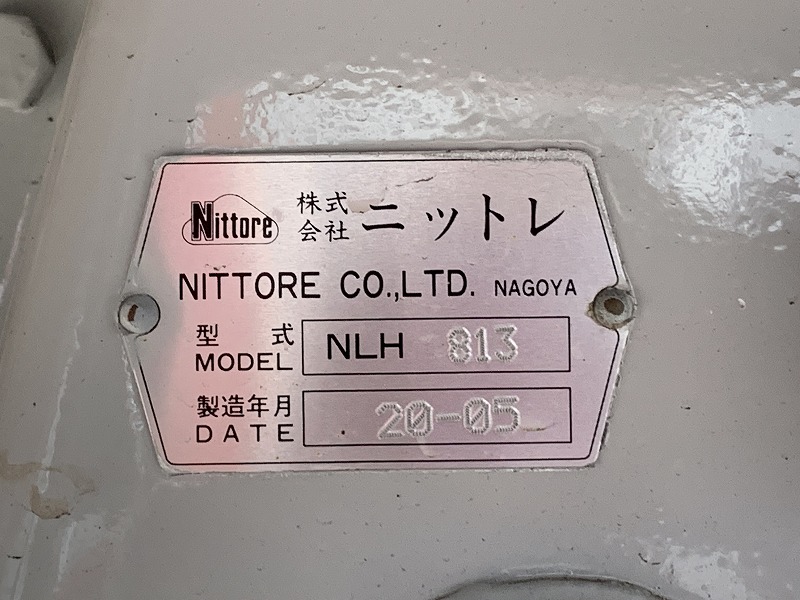 Nittore 株式会社 ニットレ
NITTORE CO.,LTD. NAGOYA
型式
MODEL NLH 813
製造年月
DATE 20-05